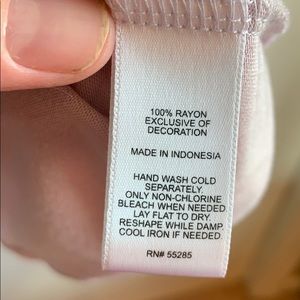 100% RAYON
EXCLUSIVE OF
DECORATION
MADE IN INDONESIA
HAND WASH COLD
SEPARATELY.
ONLY NON-CHLORINE
BLEACH WHEN NEEDED
LAY FLAT TO DRY.
RESHAPE WHILE DAMP.
COOL IRON IF NEEDED.
RN# 55285